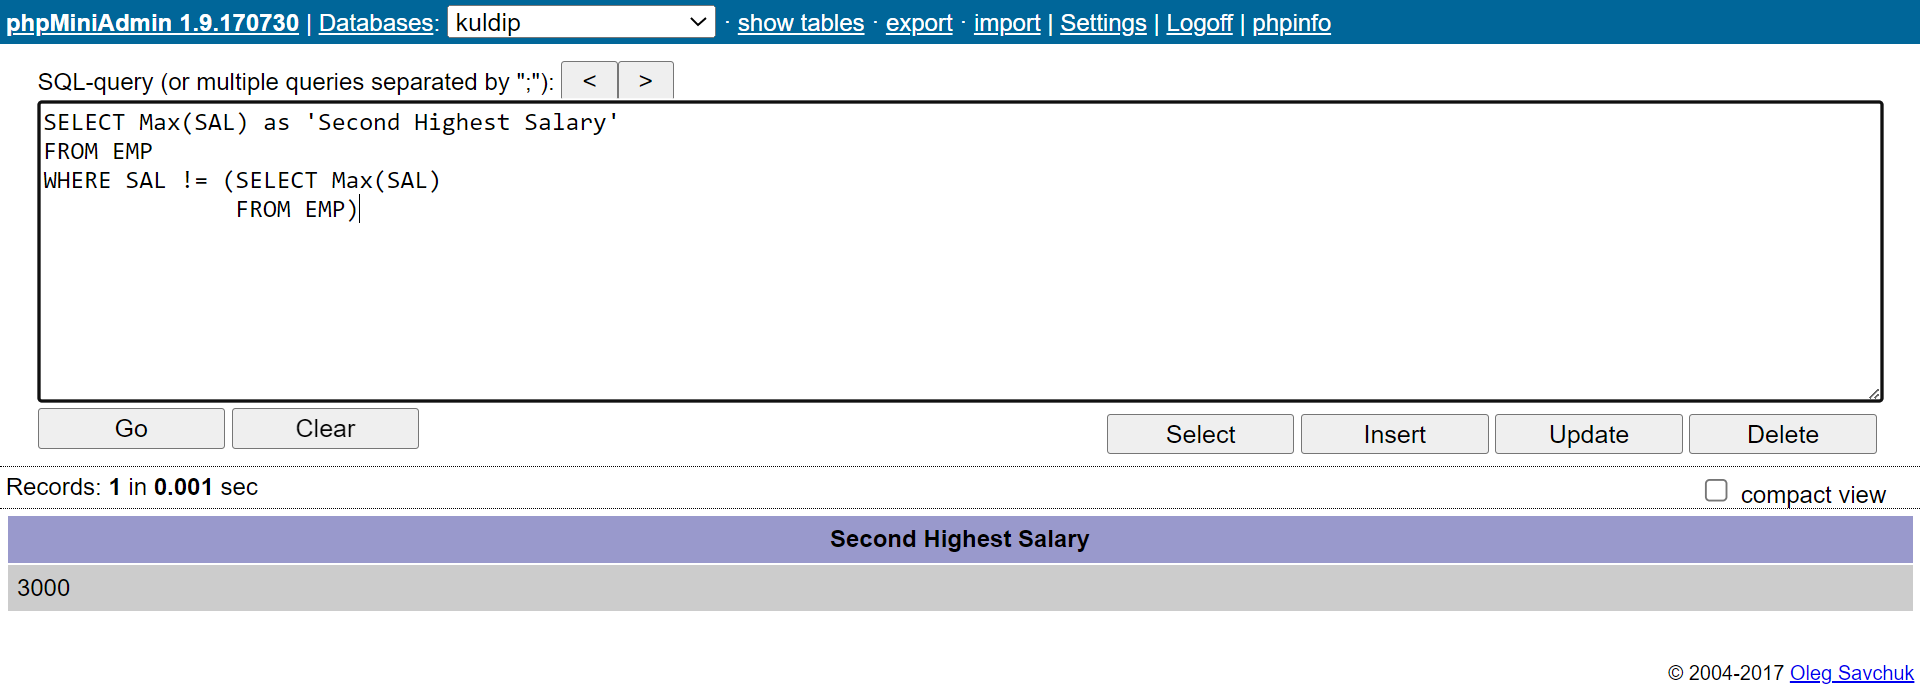 phpMiniAdmin 1.9.170730 | Databases: kuldip · show tables · export · import | Settings | Logoff | phpinfo
SQL-query (or multiple queries separated by ";"): < >
SELECT Max(SAL) as 'Second Highest Salary'
FROM EMP
WHERE SAL != (SELECT Max(SAL)
FROM EMP)
Go Clear Select Insert Update Delete
Records: 1 in 0.001 sec compact view
Second Highest Salary
3000
© 2004-2017 Oleg Savchuk